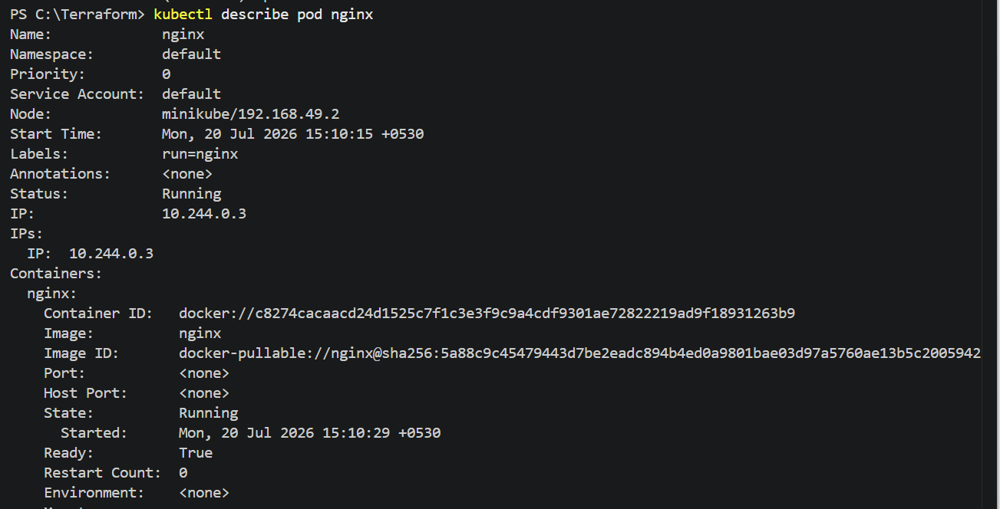 PS C:\Terraform> kubectl describe pod nginx
Name:             nginx
Namespace:        default
Priority:         0
Service Account:  default
Node:             minikube/192.168.49.2
Start Time:       Mon, 20 Jul 2026 15:10:15 +0530
Labels:           run=nginx
Annotations:      <none>
Status:           Running
IP:               10.244.0.3
IPs:
  IP:  10.244.0.3
Containers:
  nginx:
    Container ID:   docker://c8274cacaacd24d1525c7f1c3e3f9c9a4cdf9301ae72822219ad9f18931263b9
    Image:          nginx
    Image ID:       docker-pullable://nginx@sha256:5a88c9c45479443d7be2eadc894b4ed0a9801bae03d97a5760ae13b5c2005942
    Port:           <none>
    Host Port:      <none>
    State:          Running
      Started:      Mon, 20 Jul 2026 15:10:29 +0530
    Ready:          True
    Restart Count:  0
    Environment:    <none>